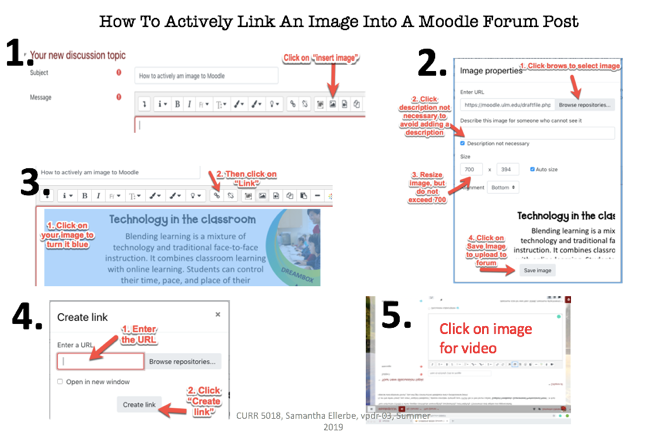 How To Actively Link An Image Into A Moodle Forum Post
1.
Your new discussion topic
Click on "insert image"
Subject
How to actively am image to Moodle
Message
2.
Image properties
1. Click brows to select image
Enter URL
https://moodle.ulm.edu/draftfile.php
Browse repositories...
2. Click
description not
necessary to
avoid adding a
description
Describe this image for someone who cannot see it
Description not necessary
Size
700 x 394
Auto size
3. Resize
image, but do
not
exceed 700
Bottom
Technology in the clas
Blending learning is a mix
technology and traditional fa
instruction. It combines classro
4. Click on
Save Image
to upload to
forum
Save image
3.
How to actively am image to Moodle
2. Then click on
"Link"
1. Click on
your image to
turn it blue
Technology in the classroom
Blending learning is a mixture of
technology and traditional face-to-face
instruction. It combines classroom learning
with online learning. Students can control
their time, pace, and place of their
DREAMBOX
4.
Create link
×
1. Enter
the URL
Enter a URL
Browse repositories...
Open in new window
2. Click
"Create
link"
Create link
5.
Click on image
for video
CURR 5018, Samantha Ellerbe, vpdr-03, Summer
2019